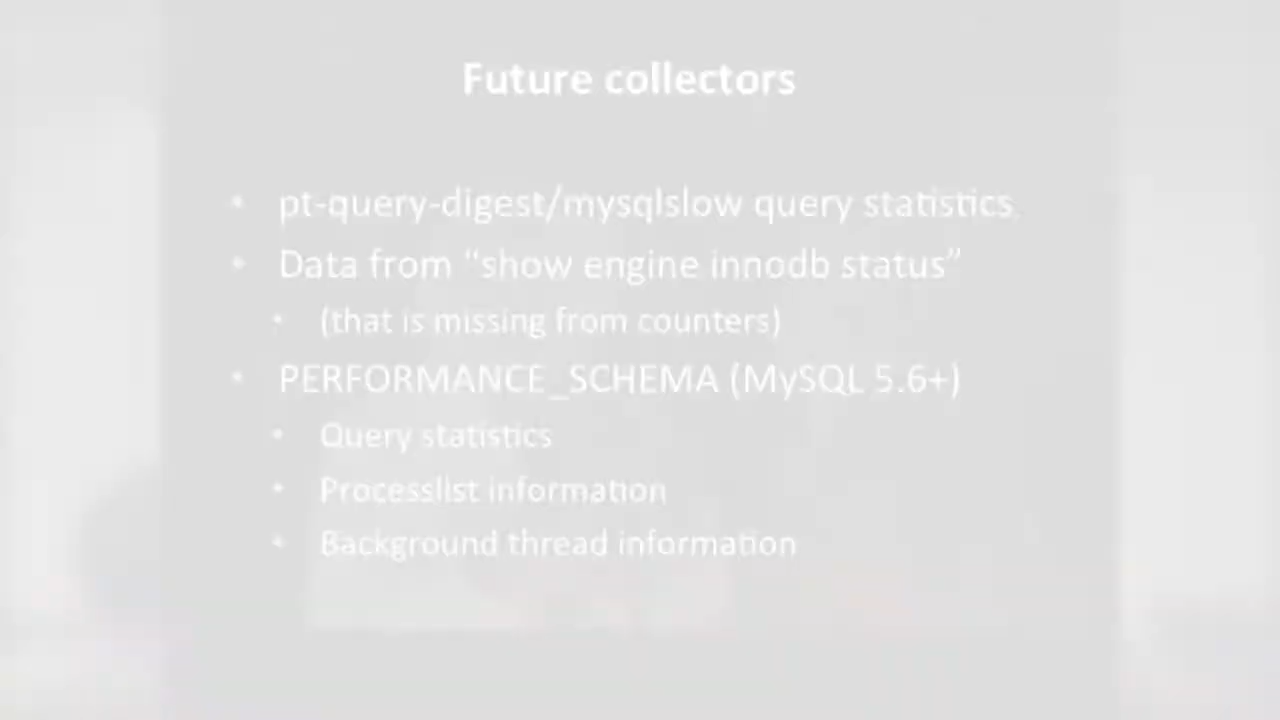 Future collectors
• pt-query-digest/mysqlslow query statistics.
• Data from “show engine innodb status”
• (that is missing from counters)
• PERFORMANCE_SCHEMA (MySQL 5.6+)
• Query statistics
• Processlist information
• Background thread information